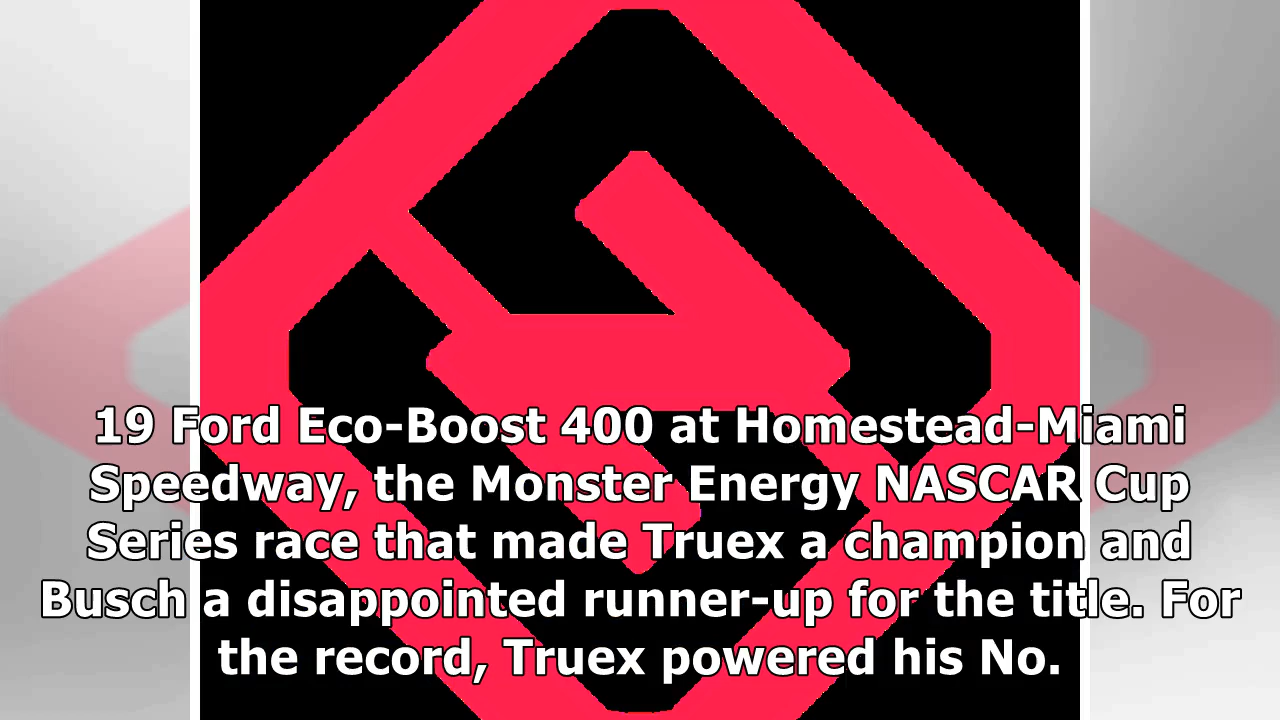 19 Ford Eco-Boost 400 at Homestead-Miami
Speedway, the Monster Energy NASCAR Cup
Series race that made Truex a champion and
Busch a disappointed runner-up for the title. For
the record, Truex powered his No.